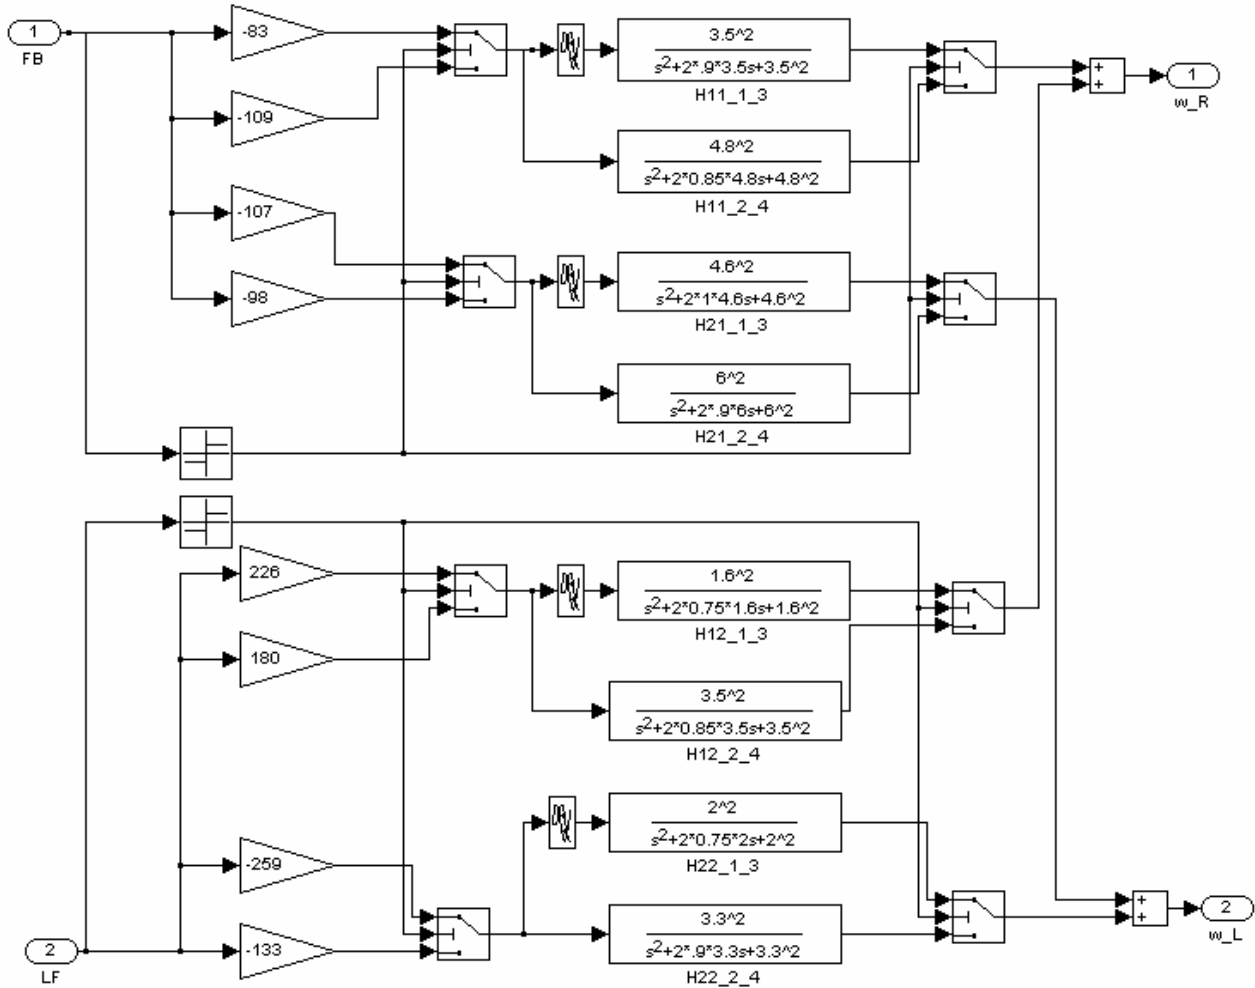 1
FB
-83
-109
-107
-98
3.5^2
s2+2*.9*3.5s+3.5^2
H11_1_3
4.8^2
s2+2*0.85*4.8s+4.8^2
H11_2_4
4.6^2
s2+2*1*4.6s+4.6^2
H21_1_3
6^2
s2+2*.9*6s+6^2
H21_2_4
+
+
1
w_R
226
180
-259
-133
2
LF
1.6^2
s2+2*0.75*1.6s+1.6^2
H12_1_3
3.5^2
s2+2*0.85*3.5s+3.5^2
H12_2_4
2^2
s2+2*0.75*2s+2^2
H22_1_3
3.3^2
s2+2*.9*3.3s+3.3^2
H22_2_4
+
+
2
w_L